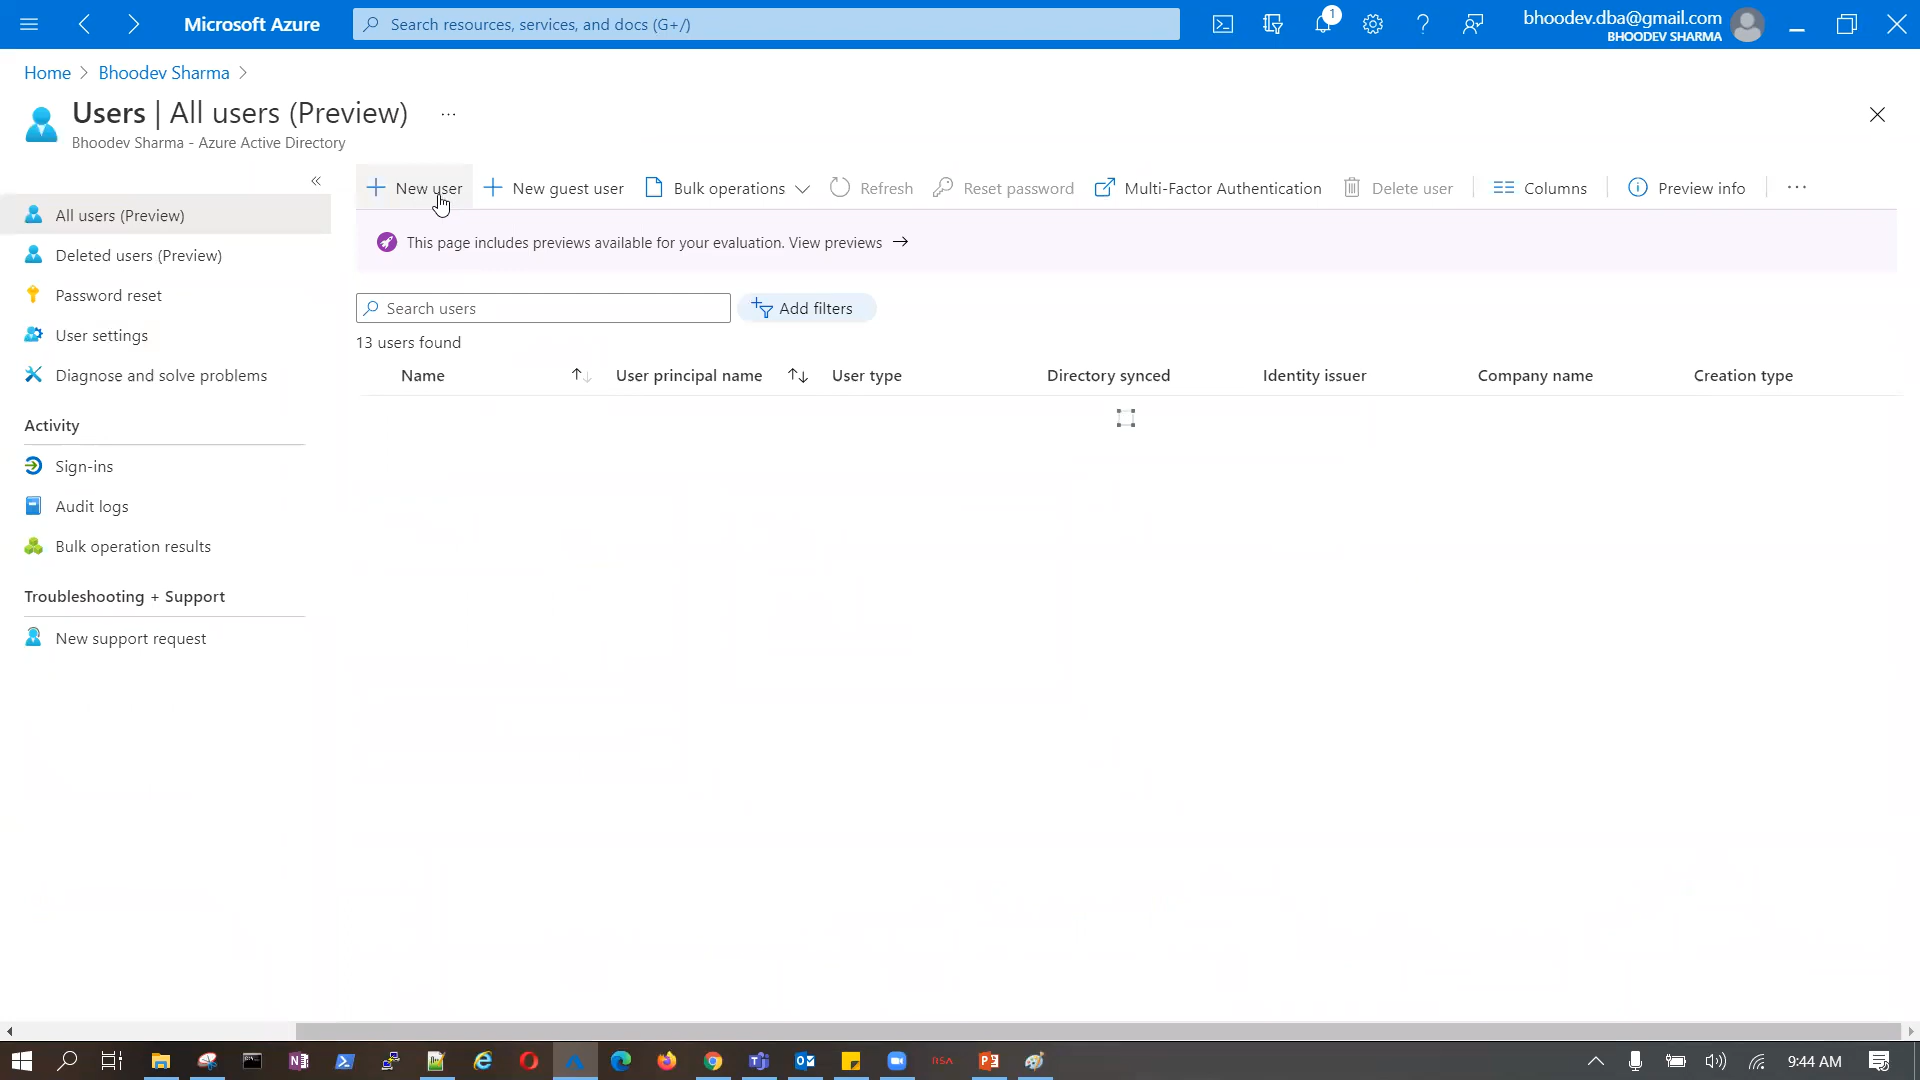 Microsoft Azure
Search resources, services, and docs (G+/)
1
bhoodev.dba@gmail.com
BHOODEV SHARMA
Home > Bhoodev Sharma >
Users | All users (Preview) ...
Bhoodev Sharma - Azure Active Directory
«
+ New user
+ New guest user
Bulk operations
Refresh
Reset password
Multi-Factor Authentication
Delete user
Columns
Preview info
...
This page includes previews available for your evaluation. View previews →
All users (Preview)
Deleted users (Preview)
Password reset
User settings
Diagnose and solve problems
Activity
Sign-ins
Audit logs
Bulk operation results
Troubleshooting + Support
New support request
Search users
Add filters
13 users found
Name
User principal name
User type
Directory synced
Identity issuer
Company name
Creation type
RSA
9:44 AM